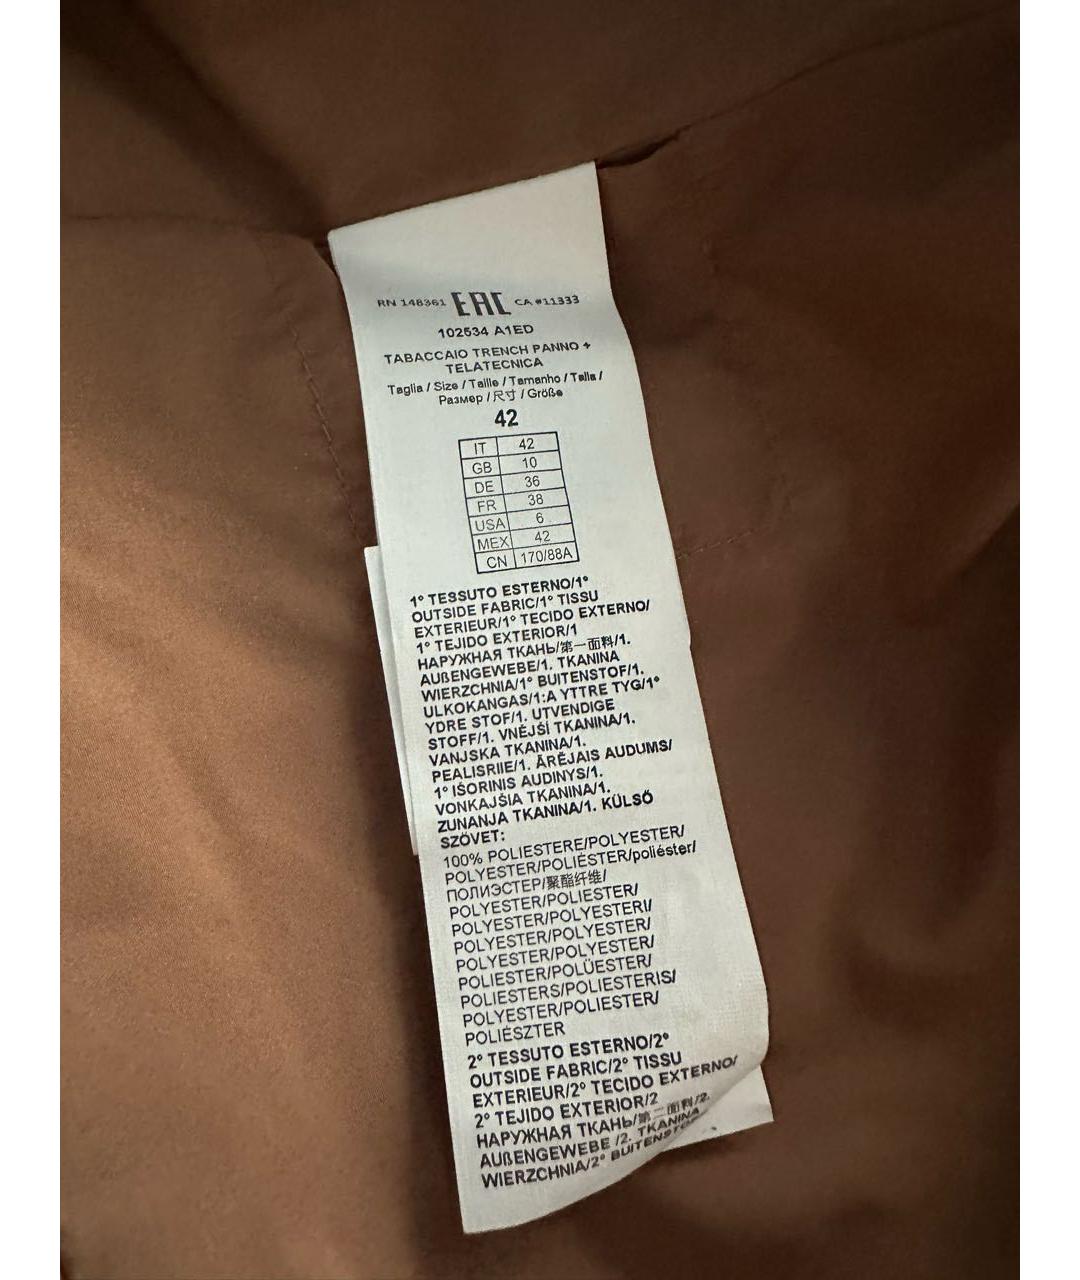 RN 148361 EAC CA #11333
102534 A1ED
TABACCAIO TRENCH PANNO +
TELATECNICA
Taglia / Size / Taille / Tamanho / Talla /
Размер / 尺寸 / Größe
42
IT 42
GB 10
DE 36
FR 38
USA 6
MEX 42
CN 170/88A
1° TESSUTO ESTERNO/1°
OUTSIDE FABRIC/1° TISSU
EXTERIEUR/1° TECIDO EXTERNO/
1° TEJIDO EXTERIOR/1
НАРУЖНАЯ ТКАНЬ/第一面料/1.
AUßENGEWEBE/1. TKANINA
WIERZCHNIA/1° BUITENSTOF/1.
ULKOKANGAS/1:A YTTRE TYG/1°
YDRE STOF/1. UTVENDIGE
STOFF/1. VNĚJŠÍ TKANINA/1.
VANJSKA TKANINA/1.
PEALISRIIE/1. ĀRĒJAIS AUDUMS/
1° IŠORINIS AUDINYS/1.
VONKAJŠIA TKANINA/1.
ZUNANJA TKANINA/1. KÜLSŐ
SZÖVET:
100% POLIESTERE/POLYESTER/
POLYESTER/POLIÉSTER/poliéster/
ПОЛИЭСТЕР/聚酯纤维/
POLYESTER/POLIESTER/
POLYESTER/POLYESTERI/
POLYESTER/POLYESTER/
POLYESTER/POLYESTER/
POLIESTER/POLÜESTER/
POLIESTERS/POLIESTERIS/
POLYESTER/POLIESTER/
POLIÉSZTER
2° TESSUTO ESTERNO/2°
OUTSIDE FABRIC/2° TISSU
EXTERIEUR/2° TECIDO EXTERNO/
2° TEJIDO EXTERIOR/2
НАРУЖНАЯ ТКАНЬ/第二面料/2.
AUßENGEWEBE /2. TKANINA
WIERZCHNIA/2° BUITENSTOF